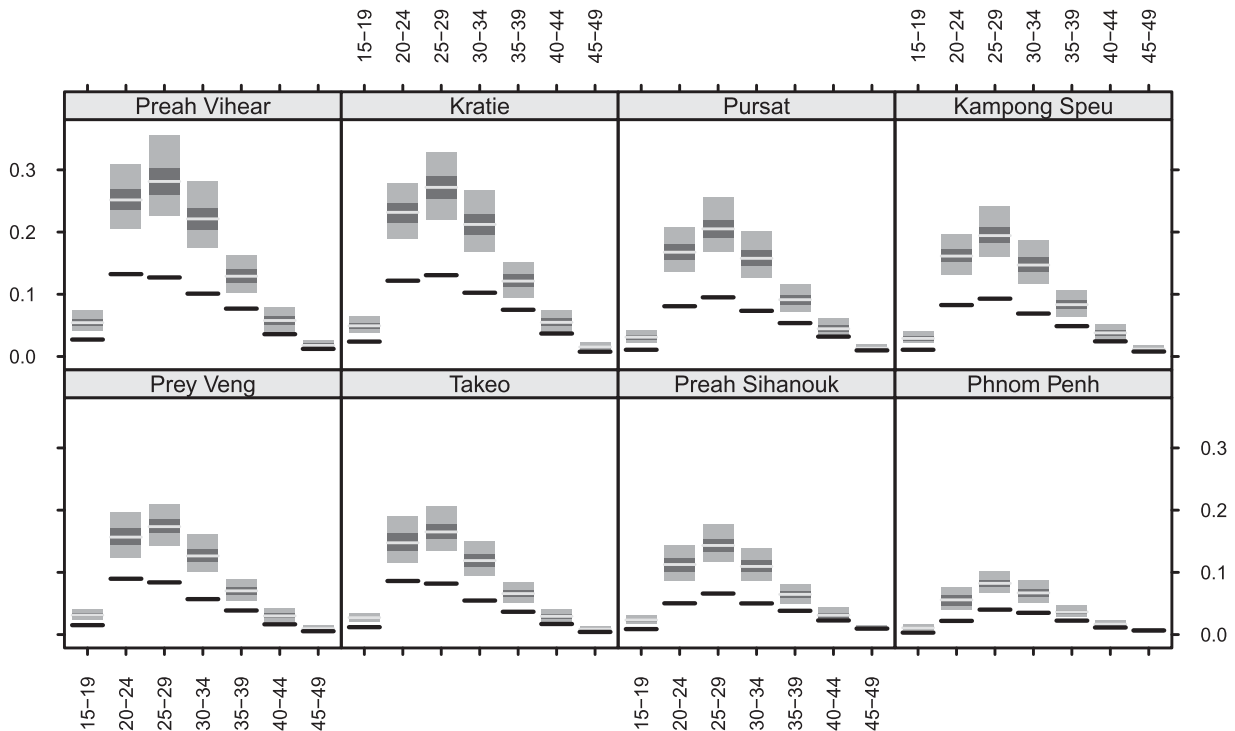 15−19 20−24 25−29 30−34 35−39 40−44 45−49 15−19 20−24 25−29 30−34 35−39 40−44 45−49
Preah Vihear Kratie Pursat Kampong Speu
0.3
0.2
0.1
0.0
Prey Veng Takeo Preah Sihanouk Phnom Penh
0.3
0.2
0.1
0.0
15−19 20−24 25−29 30−34 35−39 40−44 45−49 15−19 20−24 25−29 30−34 35−39 40−44 45−49